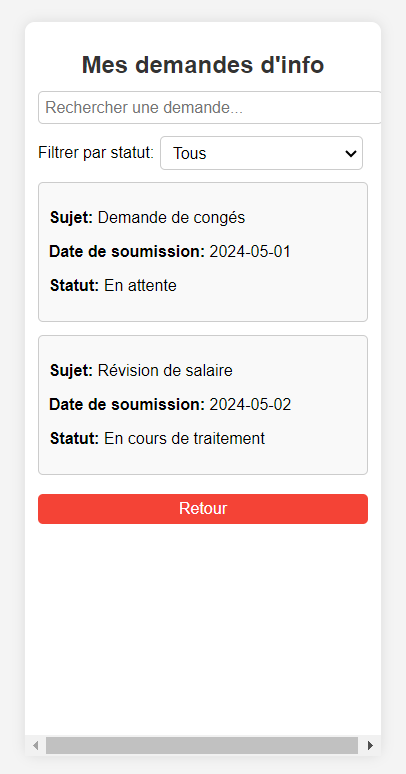 Mes demandes d'info
Rechercher une demande...
Filtrer par statut: Tous
Sujet: Demande de congés
Date de soumission: 2024-05-01
Statut: En attente
Sujet: Révision de salaire
Date de soumission: 2024-05-02
Statut: En cours de traitement
Retour